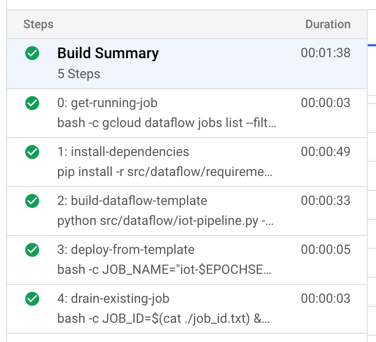 Steps Duration
Build Summary 00:01:38
5 Steps
0: get-running-job 00:00:03
bash -c gcloud dataflow jobs list --filt...
1: install-dependencies 00:00:49
pip install -r src/dataflow/requireme...
2: build-dataflow-template 00:00:33
python src/dataflow/iot-pipeline.py -...
3: deploy-from-template 00:00:05
bash -c JOB_NAME="iot-$EPOCHSE...
4: drain-existing-job 00:00:03
bash -c JOB_ID=$(cat ./job_id.txt) &...